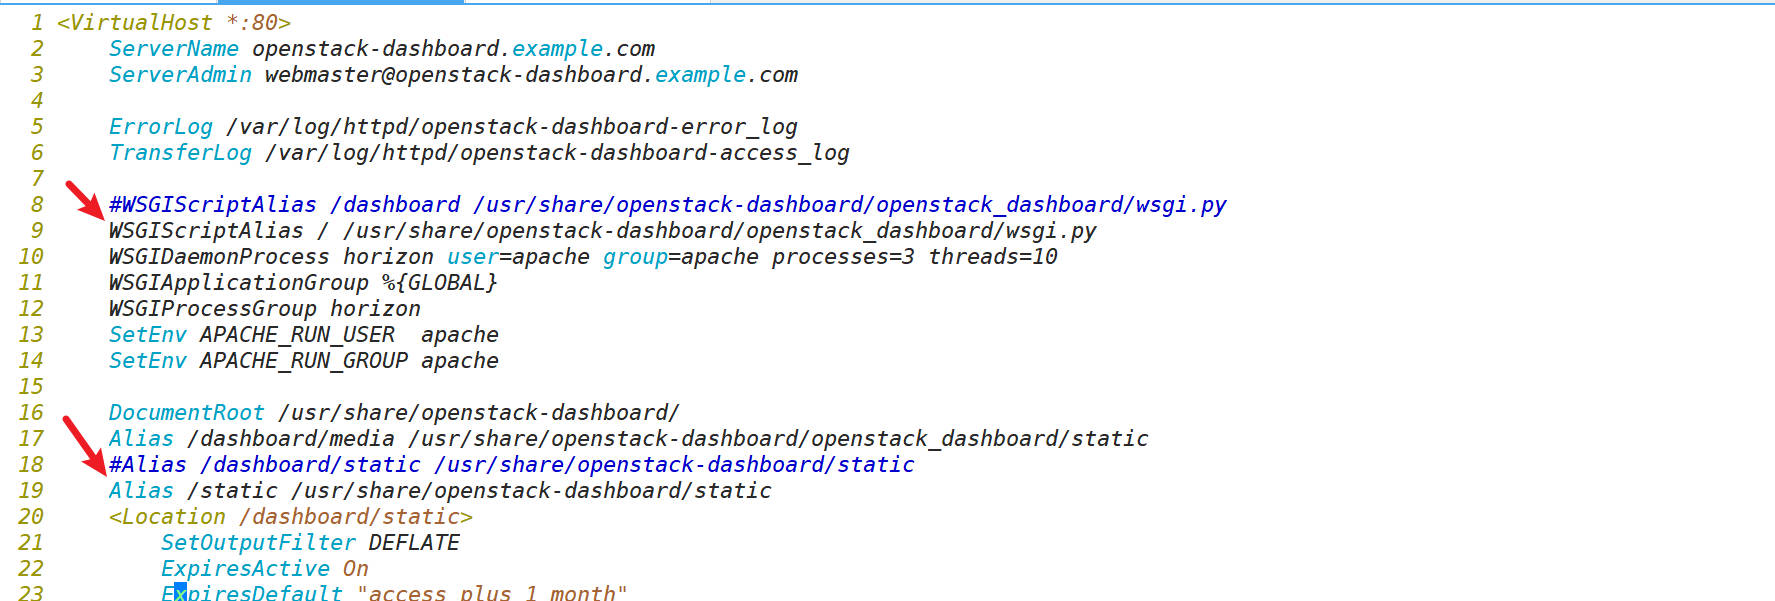 1 <VirtualHost *:80>
2     ServerName openstack-dashboard.example.com
3     ServerAdmin webmaster@openstack-dashboard.example.com
4
5     ErrorLog /var/log/httpd/openstack-dashboard-error_log
6     TransferLog /var/log/httpd/openstack-dashboard-access_log
7
8     #WSGIScriptAlias /dashboard /usr/share/openstack-dashboard/openstack_dashboard/wsgi.py
9     WSGIScriptAlias / /usr/share/openstack-dashboard/openstack_dashboard/wsgi.py
10     WSGIDaemonProcess horizon user=apache group=apache processes=3 threads=10
11     WSGIApplicationGroup %{GLOBAL}
12     WSGIProcessGroup horizon
13     SetEnv APACHE_RUN_USER  apache
14     SetEnv APACHE_RUN_GROUP apache
15
16     DocumentRoot /usr/share/openstack-dashboard/
17     Alias /dashboard/media /usr/share/openstack-dashboard/openstack_dashboard/static
18     #Alias /dashboard/static /usr/share/openstack-dashboard/static
19     Alias /static /usr/share/openstack-dashboard/static
20     <Location /dashboard/static>
21         SetOutputFilter DEFLATE
22         ExpiresActive On
23         ExpiresDefault "access plus 1 month"